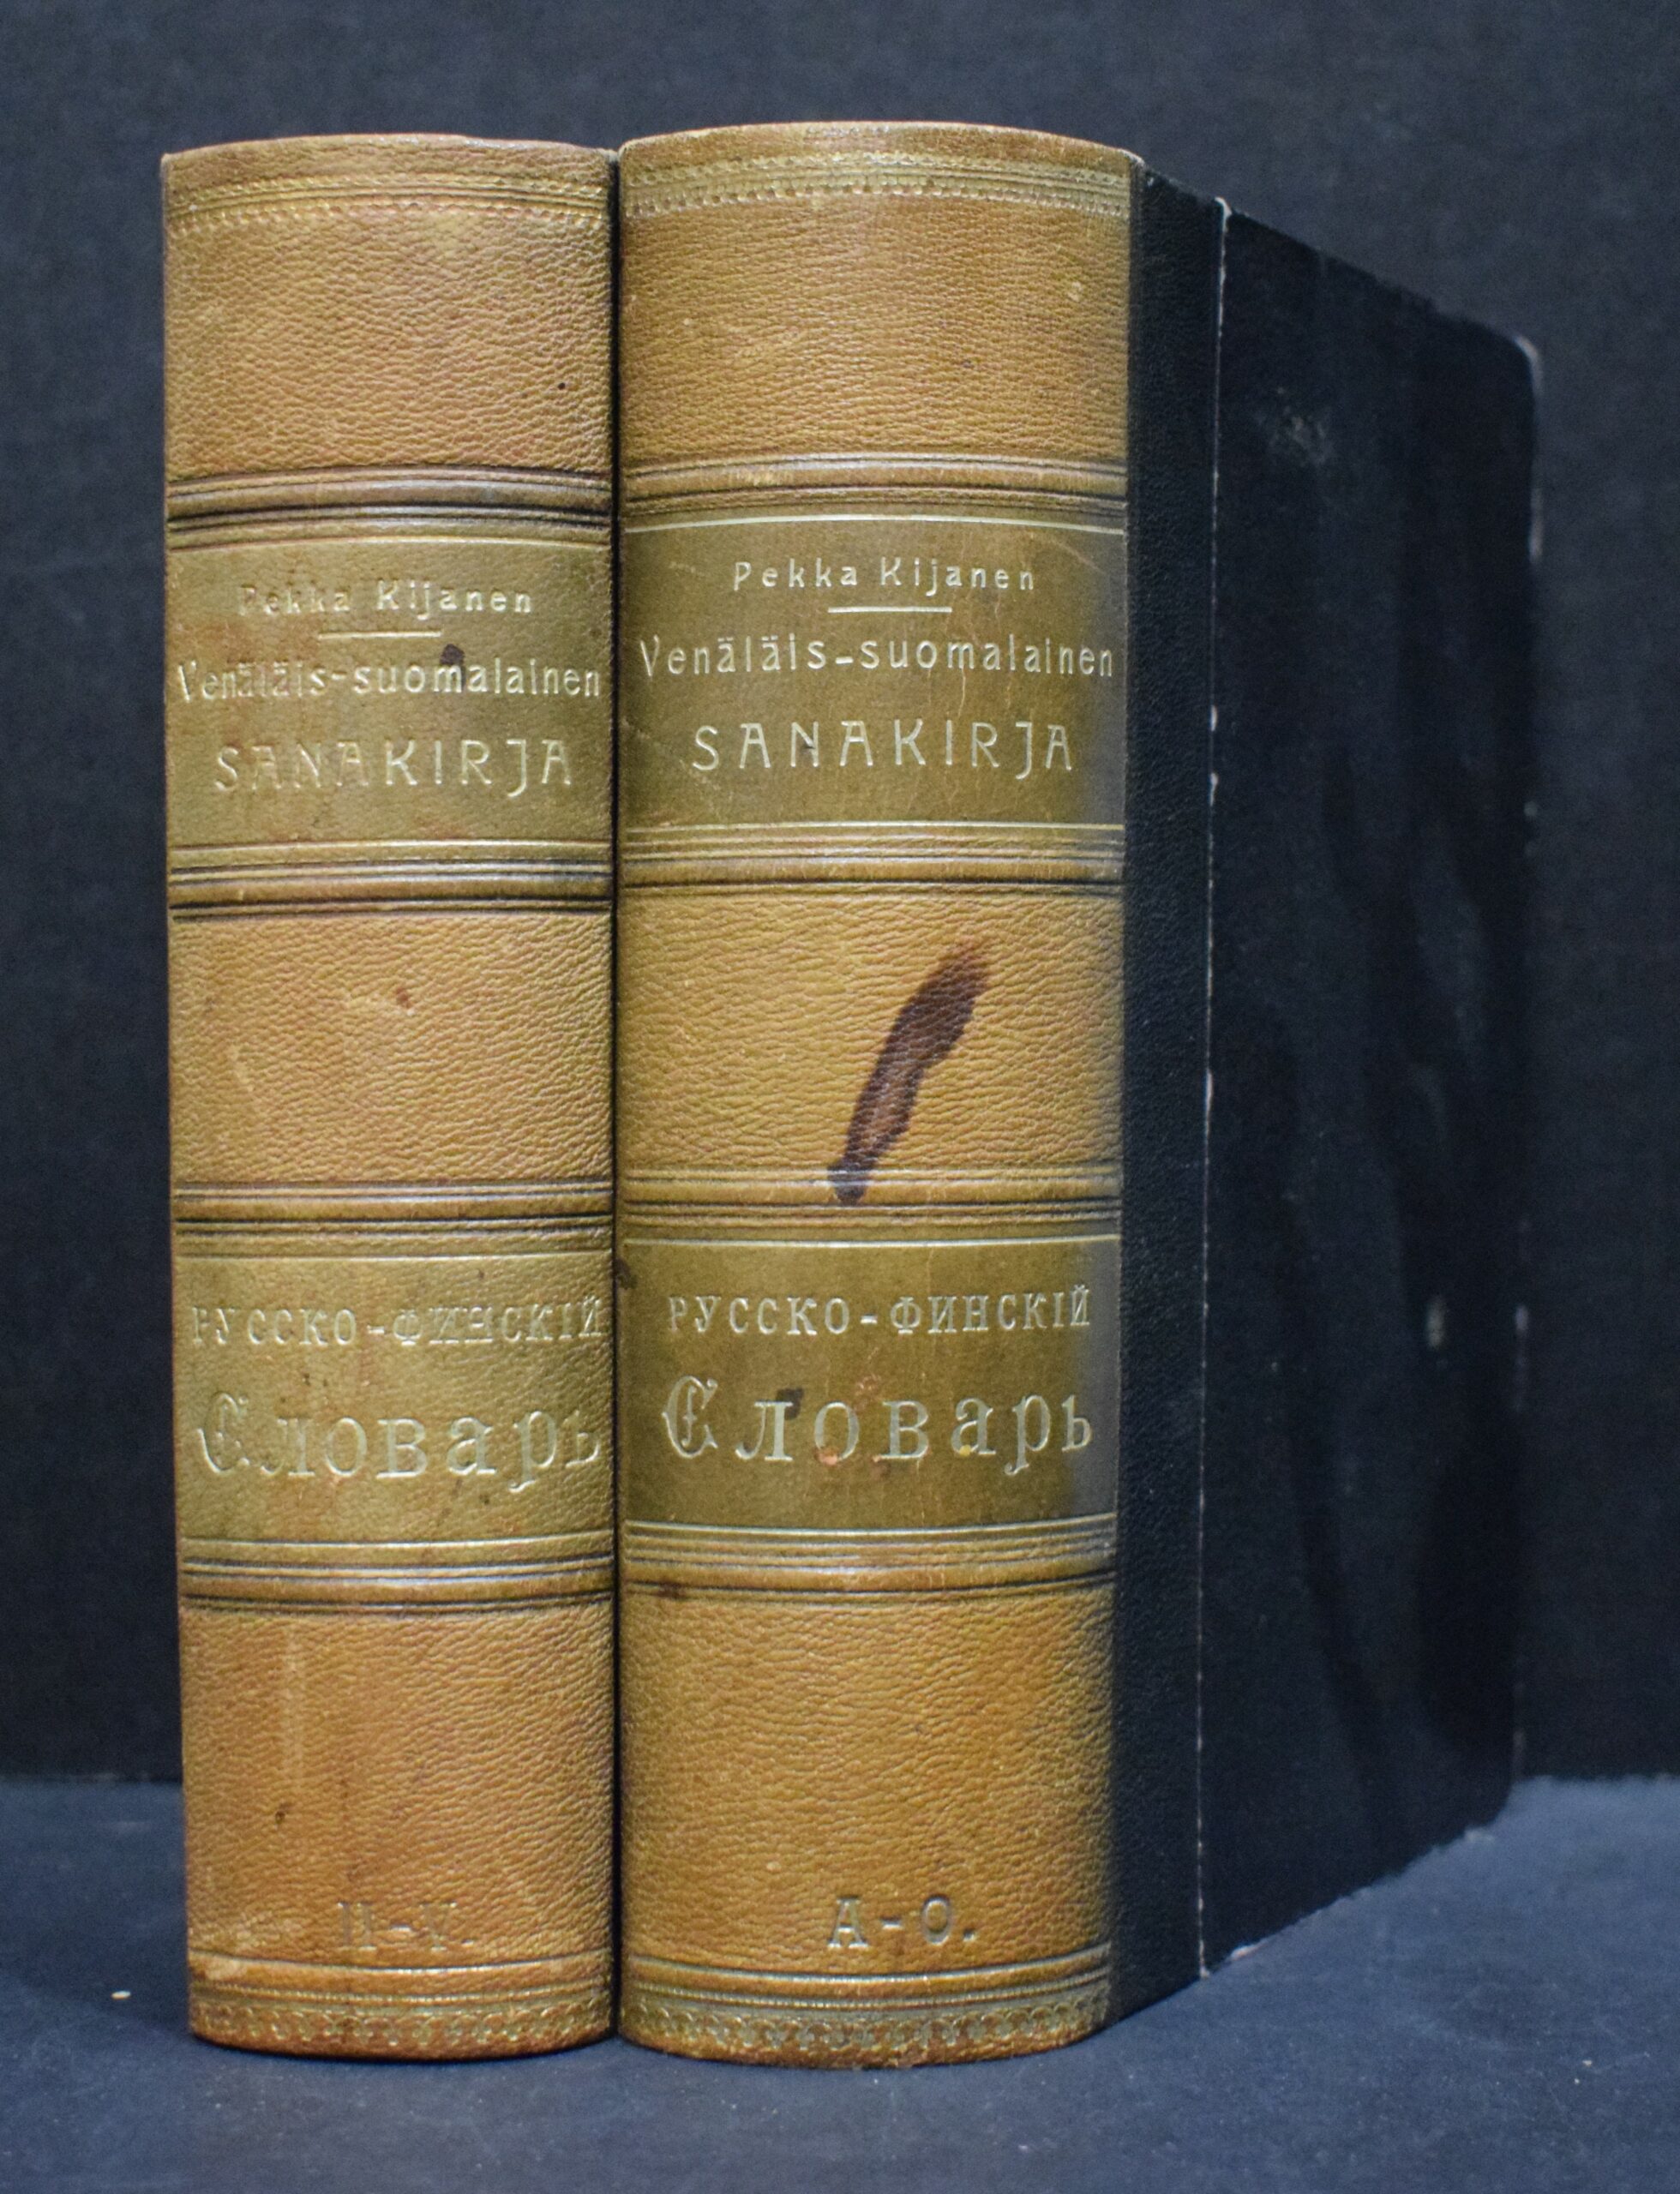 Pekka Kijanen
Venäläis-suomalainen
SANAKIRJA
РУССКО-ФИНСКІЙ
Словарь
П-Ѵ.
Pekka Kijanen
Venäläis-suomalainen
SANAKIRJA
РУССКО-ФИНСКІЙ
Словарь
А-О.